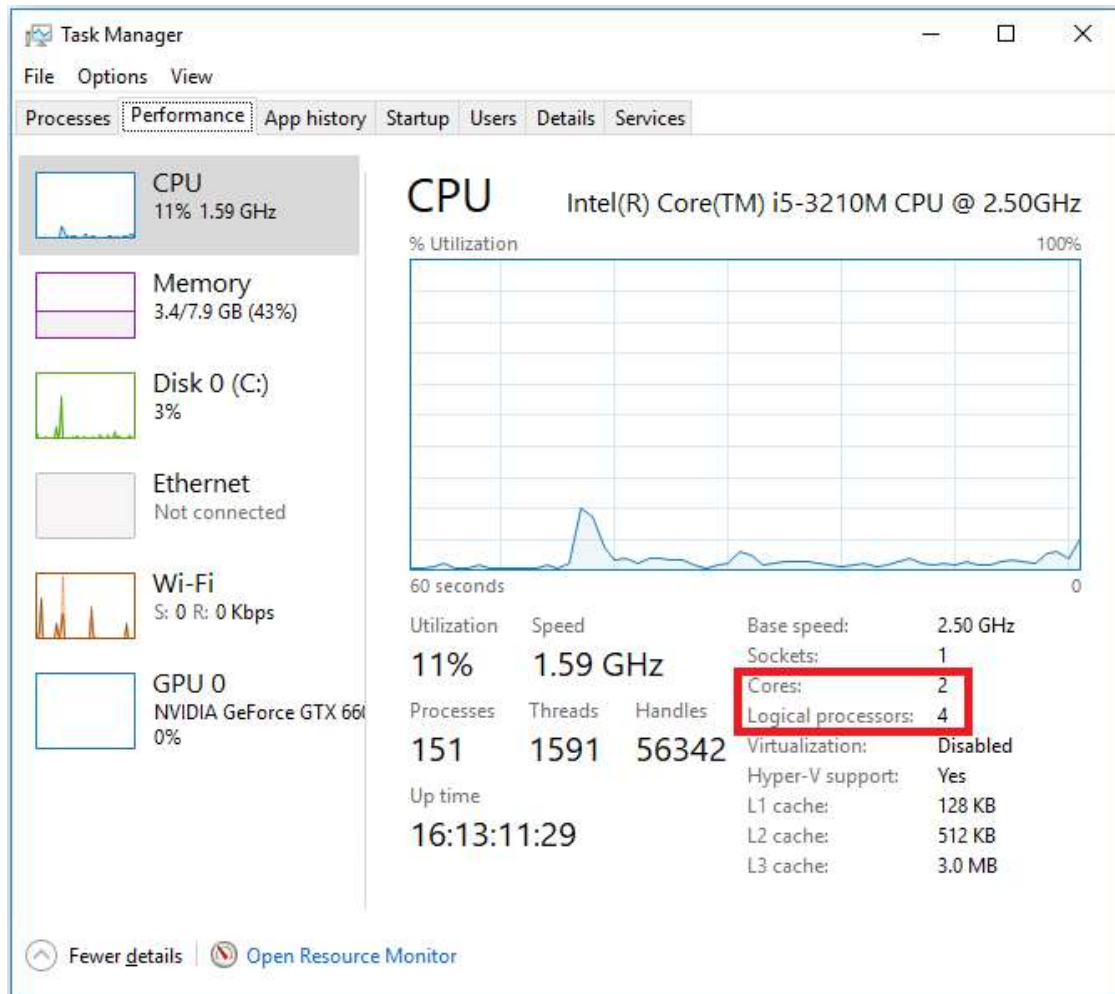 Task Manager
File Options View
Processes Performance App history Startup Users Details Services
CPU
11% 1.59 GHz
Memory
3.4/7.9 GB (43%)
Disk 0 (C:)
3%
Ethernet
Not connected
Wi-Fi
S: 0 R: 0 Kbps
GPU 0
NVIDIA GeForce GTX 66
0%
CPU Intel(R) Core(TM) i5-3210M CPU @ 2.50GHz
% Utilization 100%
60 seconds 0
Utilization Speed
11% 1.59 GHz
Processes Threads Handles
151 1591 56342
Up time
16:13:11:29
Base speed: 2.50 GHz
Sockets: 1
Cores: 2
Logical processors: 4
Virtualization: Disabled
Hyper-V support: Yes
L1 cache: 128 KB
L2 cache: 512 KB
L3 cache: 3.0 MB
Fewer details Open Resource Monitor